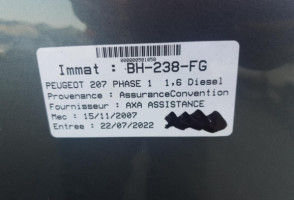 Immat : BH-238-FG
PEUGEOT 207 PHASE 1 1,6 Diesel
Provenance : AssuranceConvention
Fournisseur : AXA ASSISTANCE
Mec : 15/11/2007
Entree : 22/07/2022